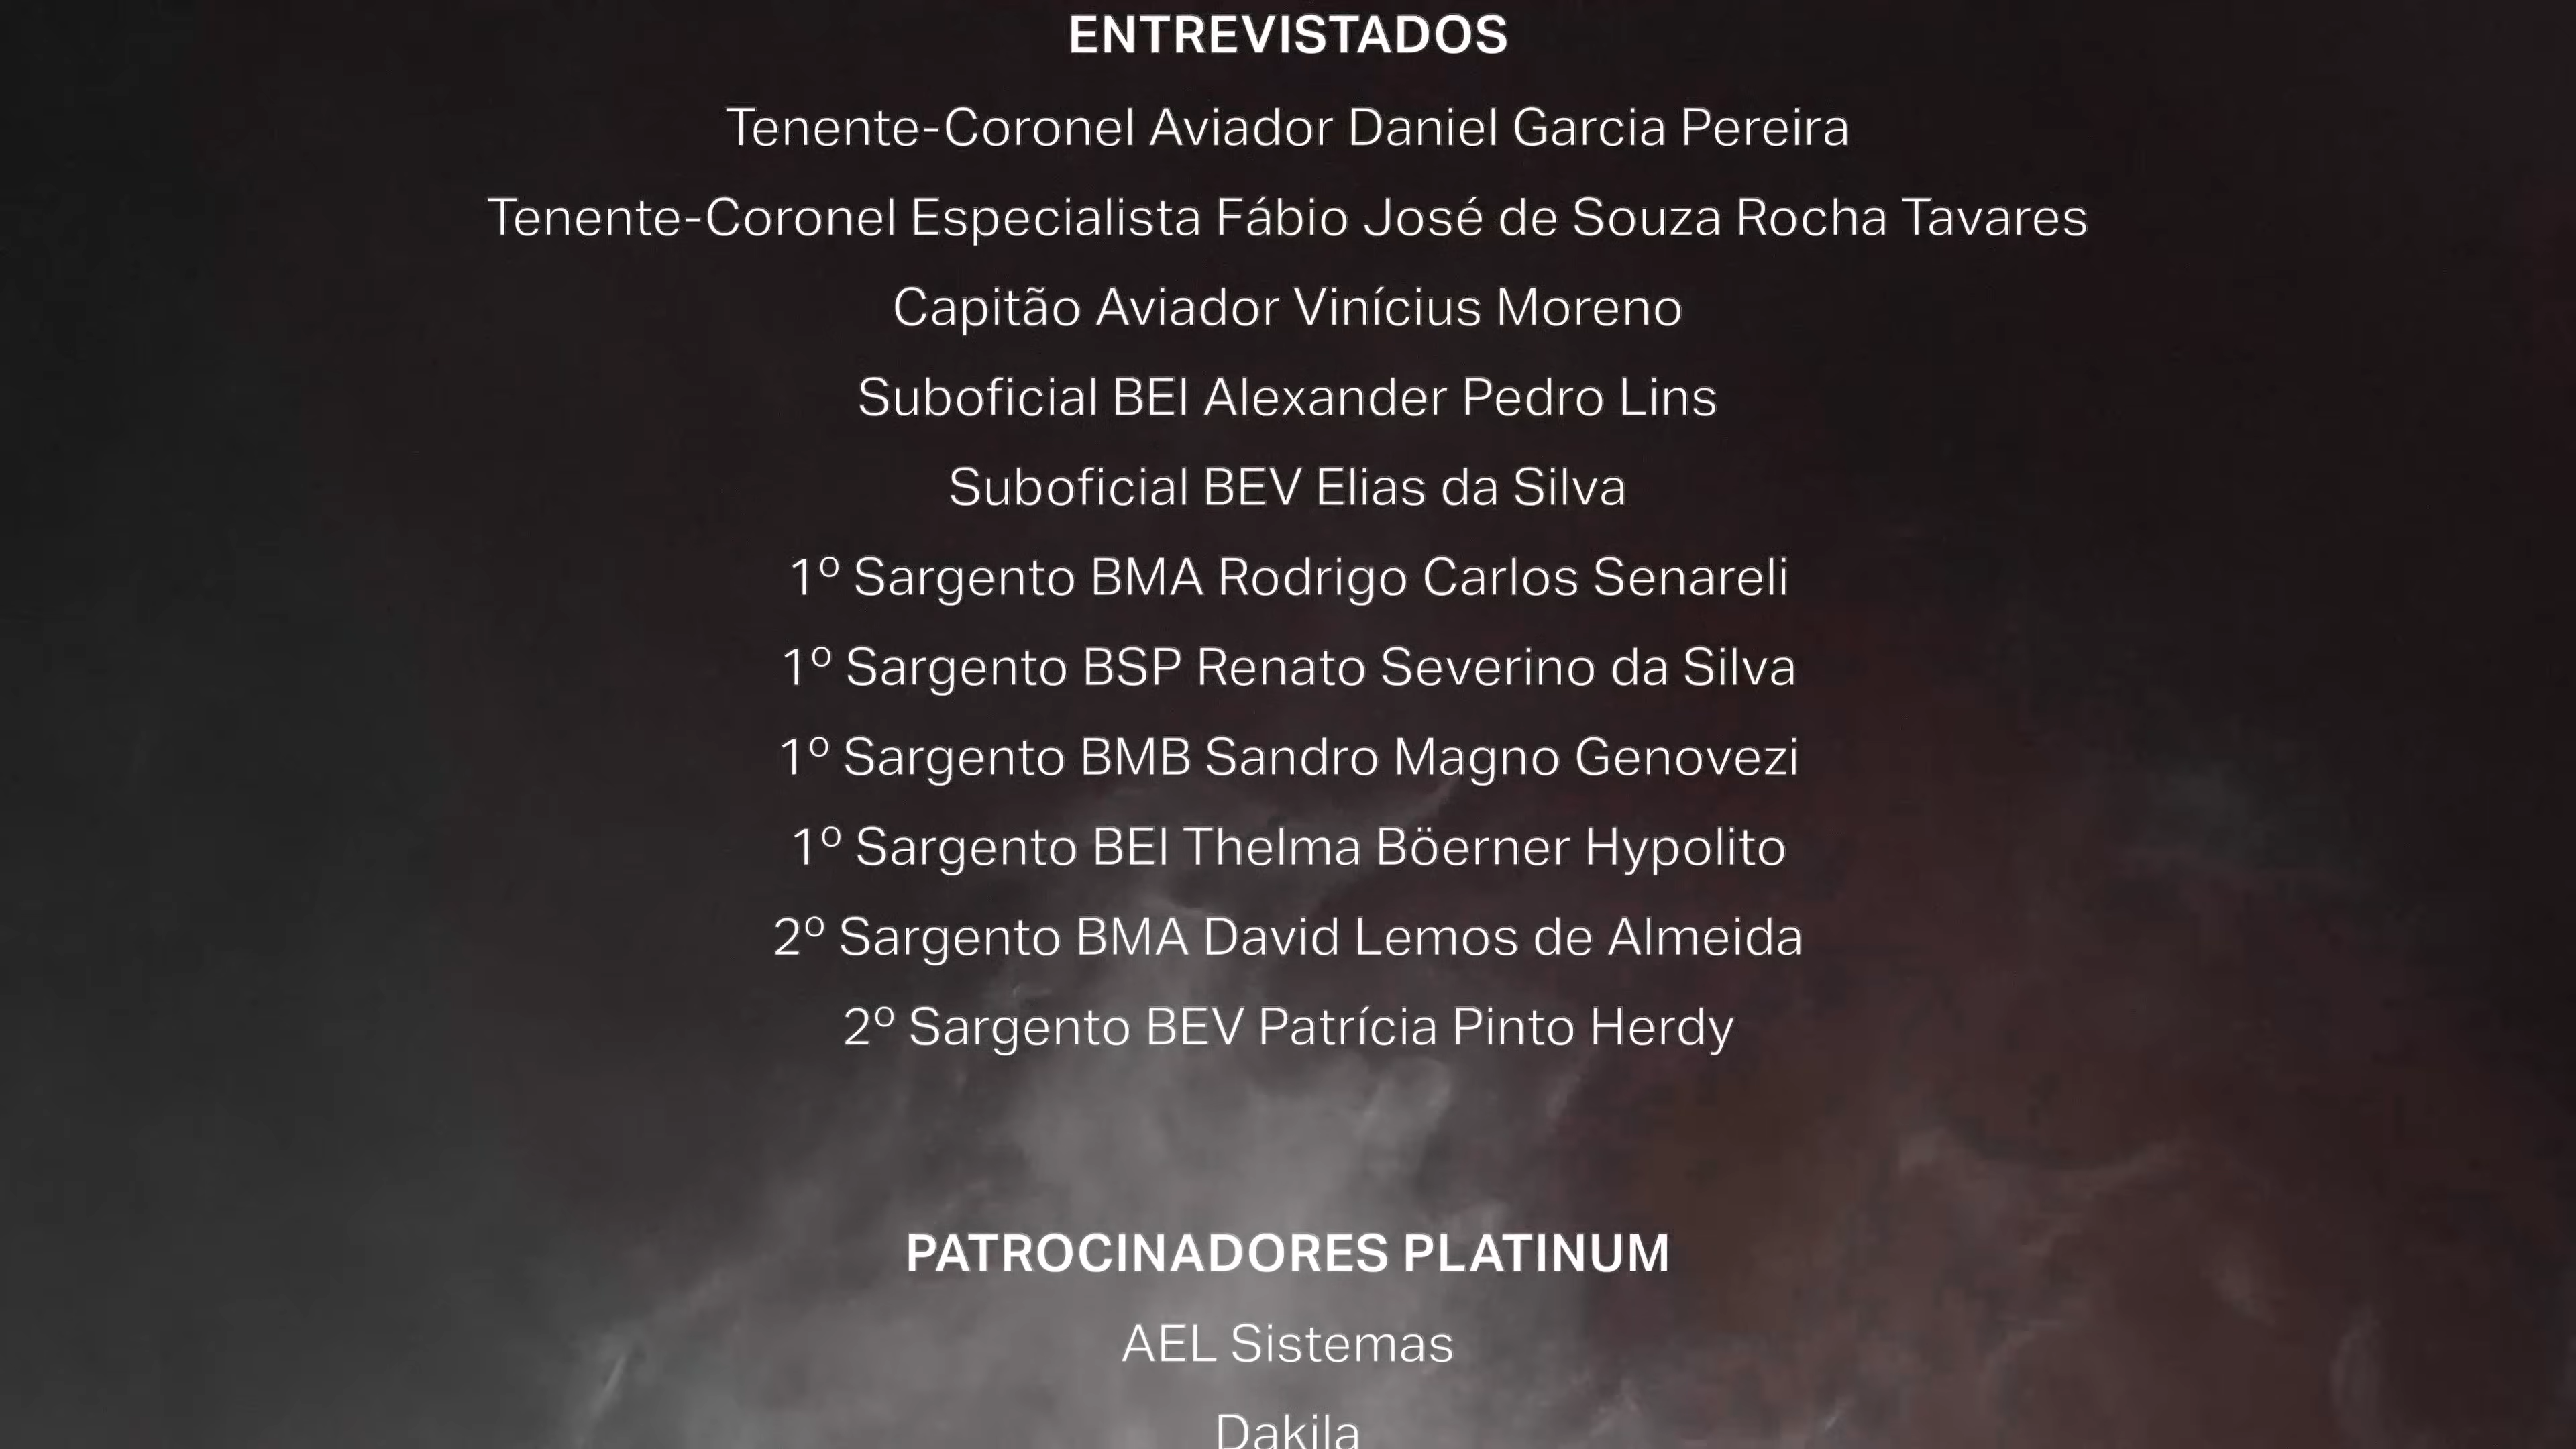 ENTREVISTADOS
Tenente-Coronel Aviador Daniel Garcia Pereira
Tenente-Coronel Especialista Fábio José de Souza Rocha Tavares
Capitão Aviador Vinícius Moreno
Suboficial BEI Alexander Pedro Lins
Suboficial BEV Elias da Silva
1º Sargento BMA Rodrigo Carlos Senareli
1º Sargento BSP Renato Severino da Silva
1º Sargento BMB Sandro Magno Genovezi
1º Sargento BEI Thelma Böerner Hypolito
2º Sargento BMA David Lemos de Almeida
2º Sargento BEV Patrícia Pinto Herdy
PATROCINADORES PLATINUM
AEL Sistemas
Dakila